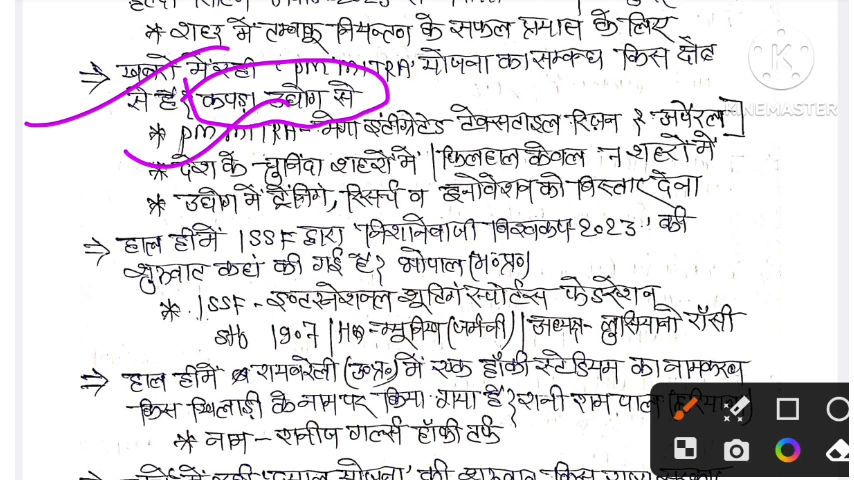 * शहर में तम्बाकू नियन्त्रण के सफल प्रयास के लिए
⇒ खबरों में रही 'PM MITRA' योजना का सम्बन्ध किस क्षेत्र
से है? कपड़ा उद्योग से
* PM MITRA - मेगा इंटीग्रेटेड टेक्सटाइल रिजन & अपैरल]
* देश के चुनिंदा शहरों में | फिलहाल केवल 7 शहरों में
* उद्योग में ट्रेनिंग, रिसर्च व इनोवेशन को विस्तार देना
⇒ हाल ही में ISSF द्वारा 'निशानेबाजी विश्वकप 2023' की
शुरुवात कहां की गई है? भोपाल (म०प्र०)
* ISSF - इन्टरनेशनल शूटिंग स्पोर्ट्स फेडरेशन
स्था० 1907 | HQ = म्यूनिख (जर्मनी) | अध्यक्ष - लुसियानो रॉसी
⇒ हाल ही में रायबरेली (उ०प्र०) में एक हॉकी स्टेडियम का नामकरण
किस खिलाड़ी के नाम पर किया गया है? रानी रामपाल (हरियाणा)
* नाम - रानीज गर्ल्स हॉकी टर्फ
KINEMASTER